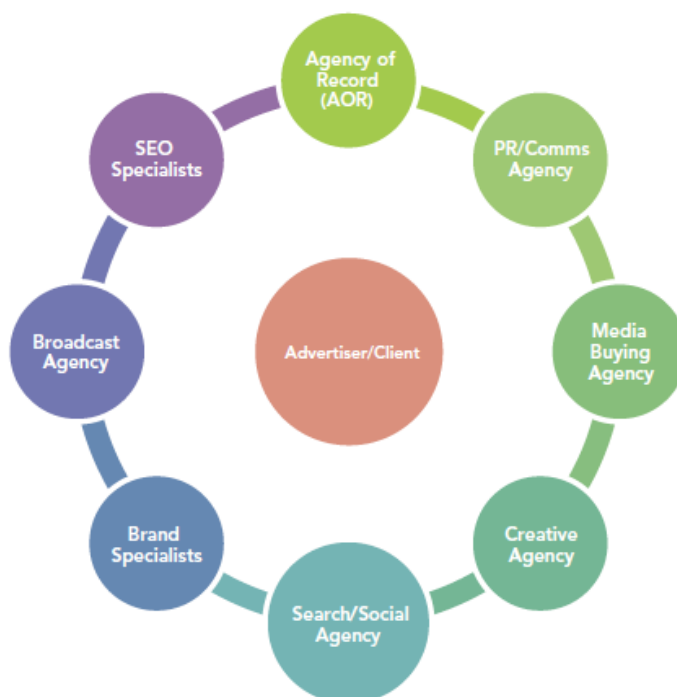 Agency of
Record
(AOR)
PR/Comms
Agency
Media
Buying
Agency
Creative
Agency
Search/Social
Agency
Brand
Specialists
Broadcast
Agency
SEO
Specialists
Advertiser/Client